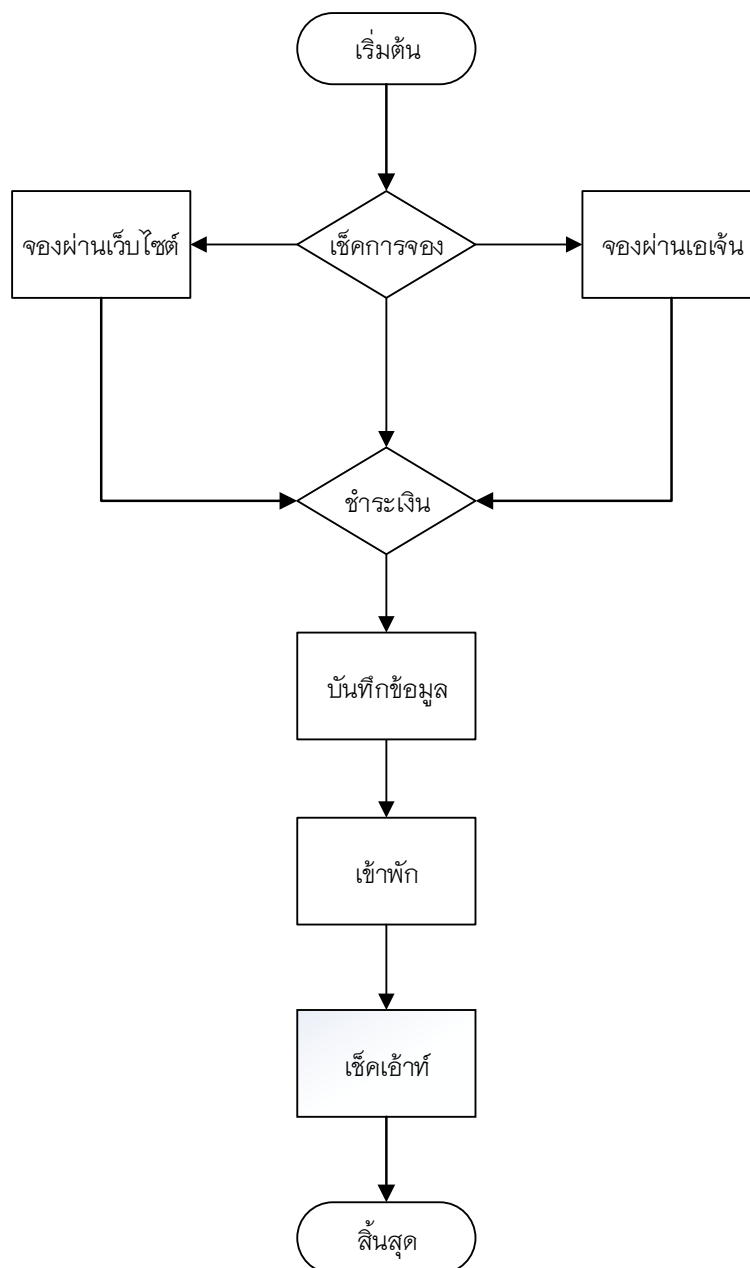 เริ่มต้น
จองผ่านเว็บไซต์
เช็คการจอง
จองผ่านเอเจ้น
ชำระเงิน
บันทึกข้อมูล
เข้าพัก
เช็คเอ้าท์
สิ้นสุด